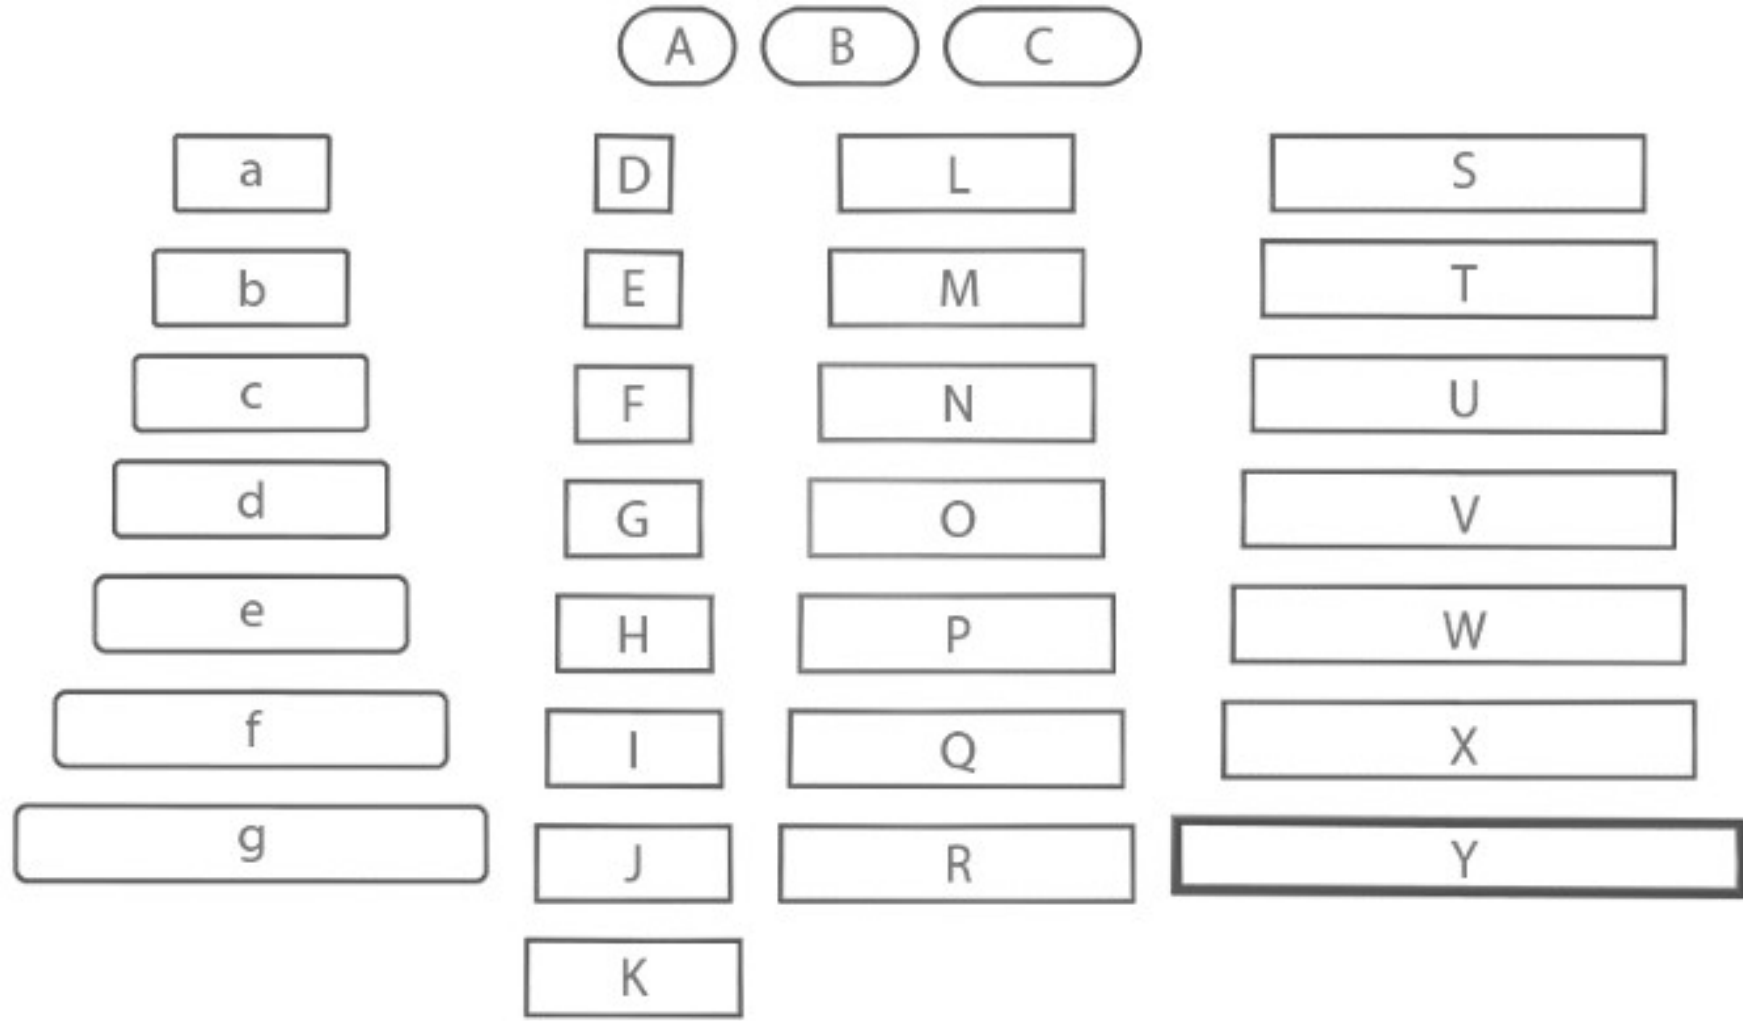 A B C
a D L S
b E M T
c F N U
d G O V
e H P W
f I Q X
g J R Y
K